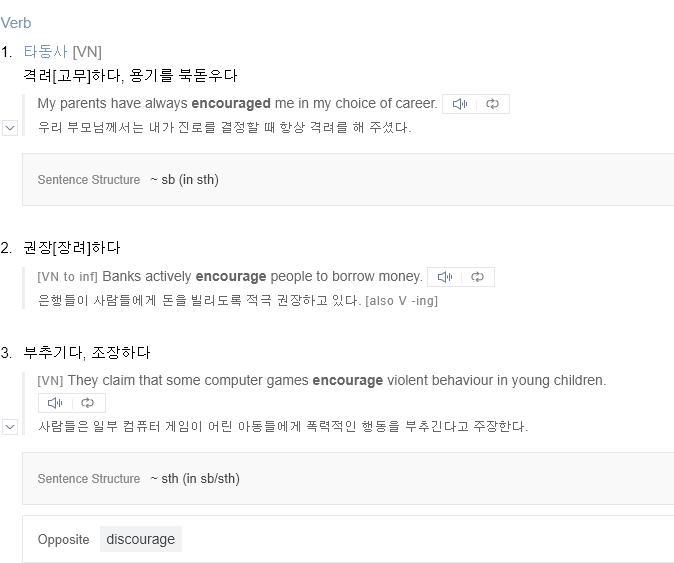 Verb
1. 타동사 [VN]
격려[고무]하다, 용기를 북돋우다
My parents have always encouraged me in my choice of career.
우리 부모님께서는 내가 진로를 결정할 때 항상 격려를 해 주셨다.
Sentence Structure ~ sb (in sth)
2. 권장[장려]하다
[VN to inf] Banks actively encourage people to borrow money.
은행들이 사람들에게 돈을 빌리도록 적극 권장하고 있다. [also V -ing]
3. 부추기다, 조장하다
[VN] They claim that some computer games encourage violent behaviour in young children.
사람들은 일부 컴퓨터 게임이 어린 아동들에게 폭력적인 행동을 부추긴다고 주장한다.
Sentence Structure ~ sth (in sb/sth)
Opposite discourage